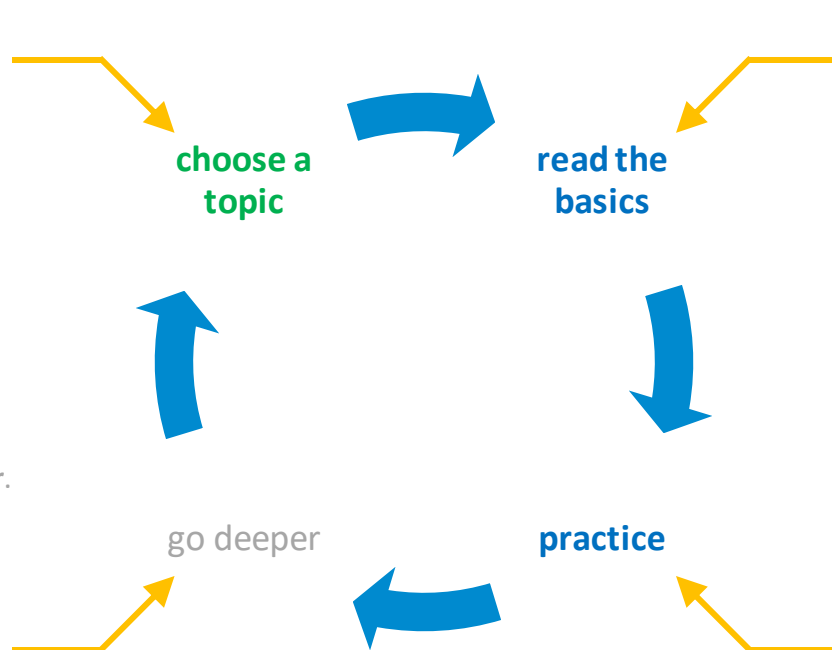 choose a
topic
read the
basics
r.
go deeper
practice